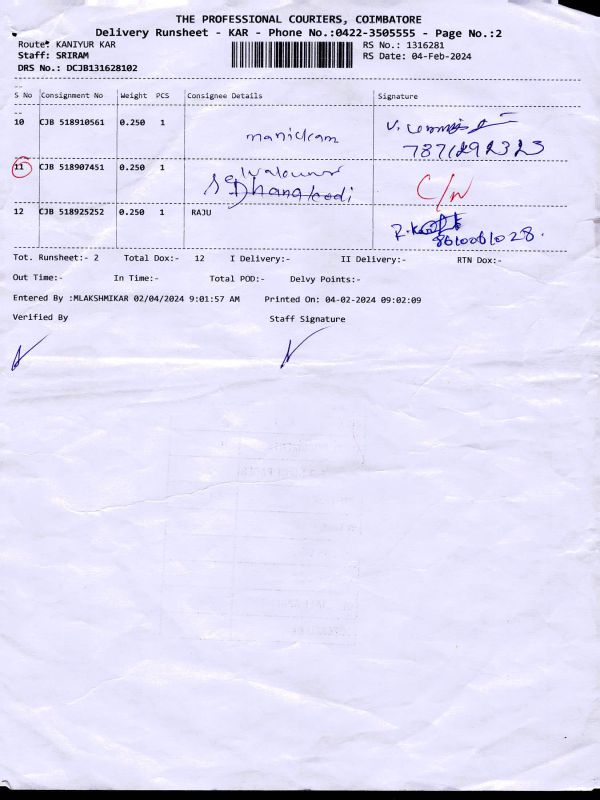 THE PROFESSIONAL COURIERS, COIMBATORE
Delivery Runsheet - KAR - Phone No.:0422-3505555 - Page No.:2
Route: KANIYUR KAR
RS No.: 1316281
Staff: SRIRAM
RS Date: 04-Feb-2024
DRS No.: DCJB131628102
S No Consignment No Weight PCS Consignee Details Signature
10 CJB 518910561 0.250 1 manickam
11 CJB 518907451 0.250 1 Dhanakodi C/N
12 CJB 518925252 0.250 1 RAJU
8610061028.
Tot. Runsheet:- 2 Total Dox:- 12 I Delivery:- II Delivery:- RTN Dox:-
Out Time:- In Time:- Total POD:- Delvy Points:-
Entered By :MLAKSHMIKAR 02/04/2024 9:01:57 AM Printed On: 04-02-2024 09:02:09
Verified By Staff Signature